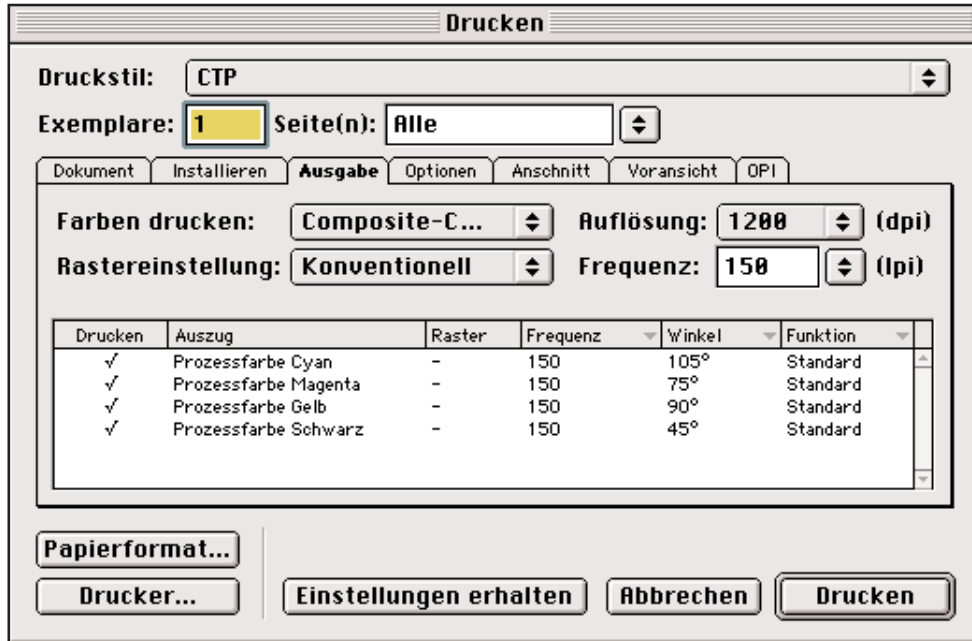 Drucken
Druckstil: CTP
Exemplare: 1 Seite(n): Alle
Dokument Installieren Ausgabe Optionen Anschnitt Voransicht OPI
Farben drucken: Composite-C... Auflösung: 1200 (dpi)
Rastereinstellung: Konventionell Frequenz: 150 (lpi)
Drucken Auszug Raster Frequenz Winkel Funktion
√ Prozessfarbe Cyan - 150 105° Standard
√ Prozessfarbe Magenta - 150 75° Standard
√ Prozessfarbe Gelb - 150 90° Standard
√ Prozessfarbe Schwarz - 150 45° Standard
Papierformat...
Drucker... Einstellungen erhalten Abbrechen Drucken